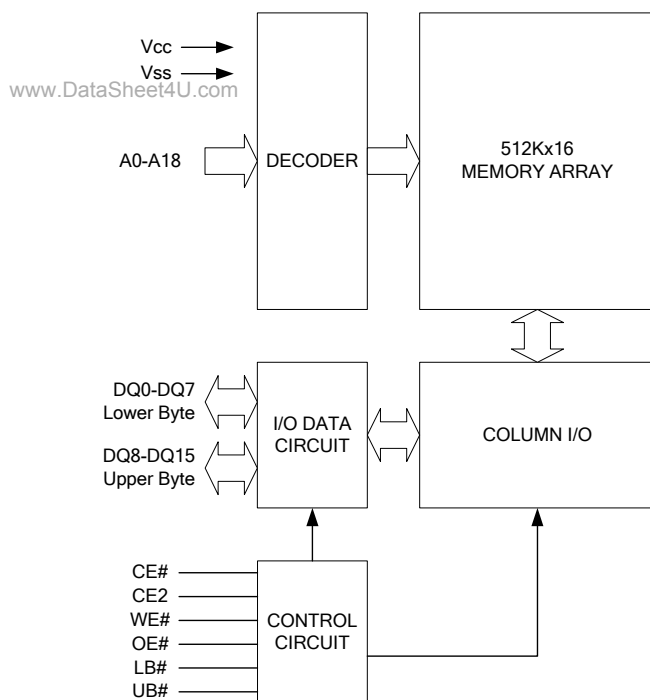 Vcc
Vss
www.DataSheet4U.com
A0-A18
DECODER
512Kx16
MEMORY ARRAY
DQ0-DQ7
Lower Byte
DQ8-DQ15
Upper Byte
I/O DATA
CIRCUIT
COLUMN I/O
CE#
CE2
WE#
OE#
LB#
UB#
CONTROL
CIRCUIT